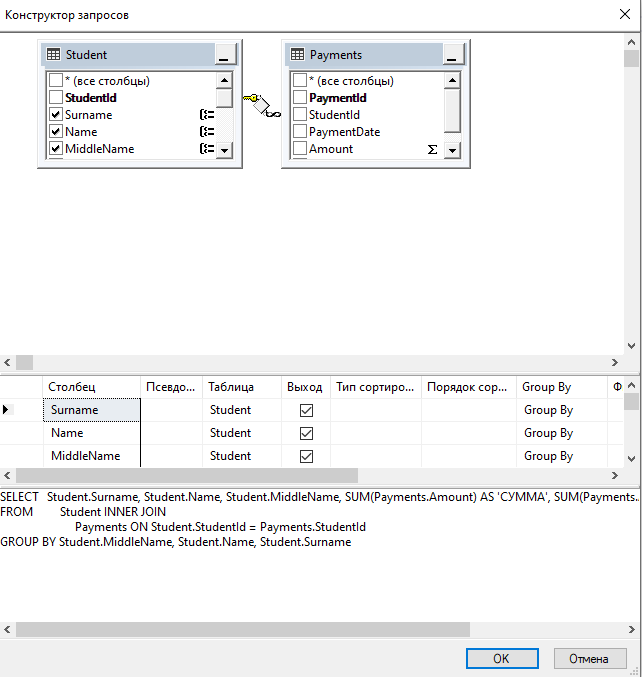 Конструктор запросов
Student
* (все столбцы)
StudentId
Surname
Name
MiddleName
Payments
* (все столбцы)
PaymentId
StudentId
PaymentDate
Amount
Столбец Псевдо... Таблица Выход Тип сортиро... Порядок сор... Group By Ф
Surname Student Group By
Name Student Group By
MiddleName Student Group By
SELECT Student.Surname, Student.Name, Student.MiddleName, SUM(Payments.Amount) AS 'СУММА', SUM(Payments.
FROM Student INNER JOIN
Payments ON Student.StudentId = Payments.StudentId
GROUP BY Student.MiddleName, Student.Name, Student.Surname
OK Отмена